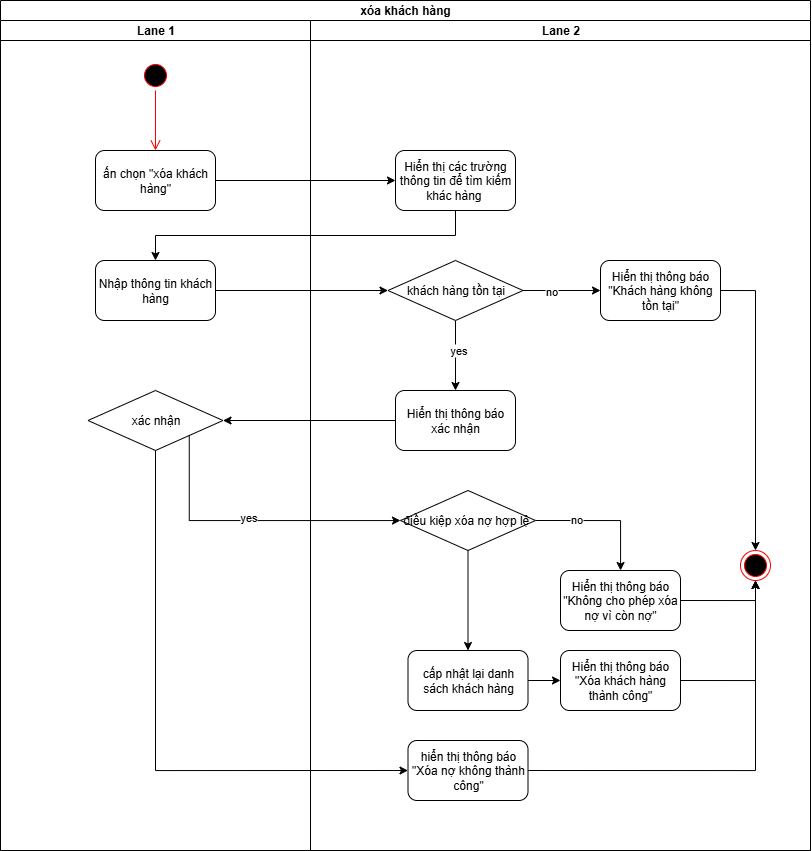 xóa khách hàng
Lane 1
Lane 2
ấn chọn "xóa khách
hàng"
Hiển thị các trường
thông tin để tìm kiếm
khác hàng
Nhập thông tin khách
hàng
khách hàng tồn tại
no
Hiển thị thông báo
"Khách hàng không
tồn tại"
yes
xác nhận
Hiển thị thông báo
xác nhận
yes
điều kiệp xóa nợ hợp lệ
no
Hiển thị thông báo
"Không cho phép xóa
nợ vì còn nợ"
cấp nhật lại danh
sách khách hàng
Hiển thị thông báo
"Xóa khách hàng
thành công"
hiển thị thông báo
"Xóa nợ không thành
công"